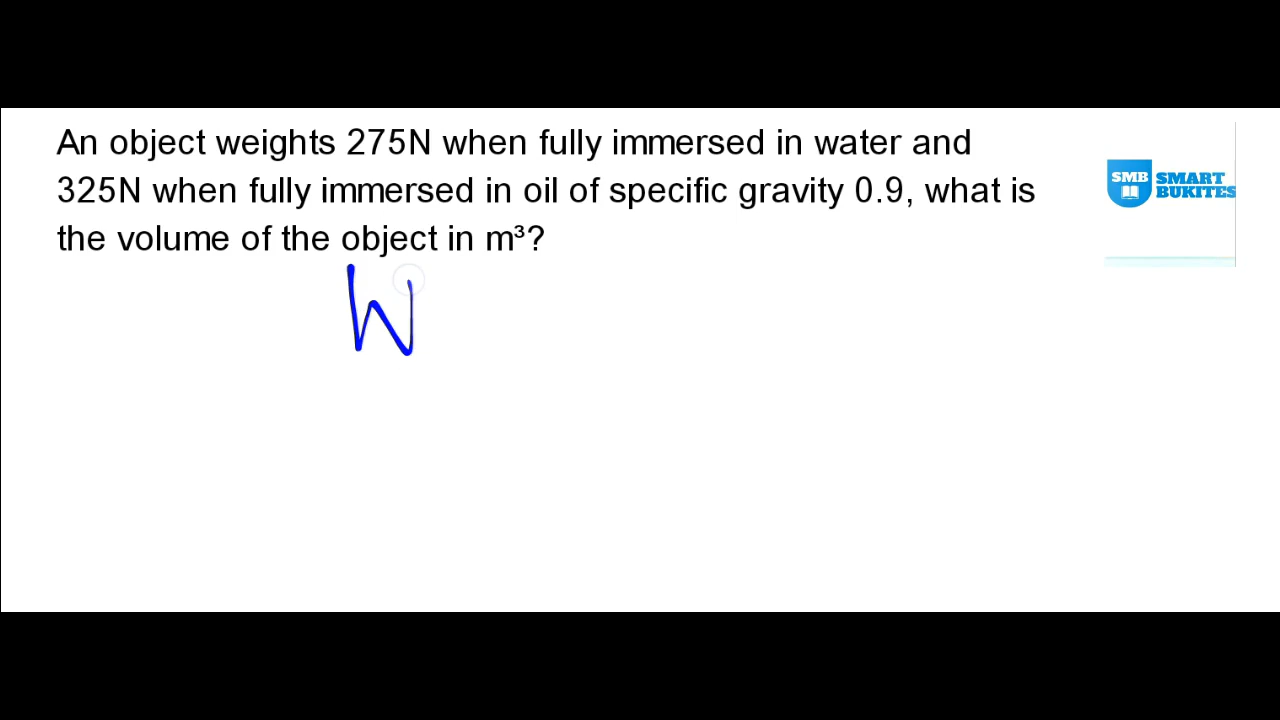 An object weights 275N when fully immersed in water and
325N when fully immersed in oil of specific gravity 0.9, what is
the volume of the object in m³?
SMB SMART
BUKITES
W